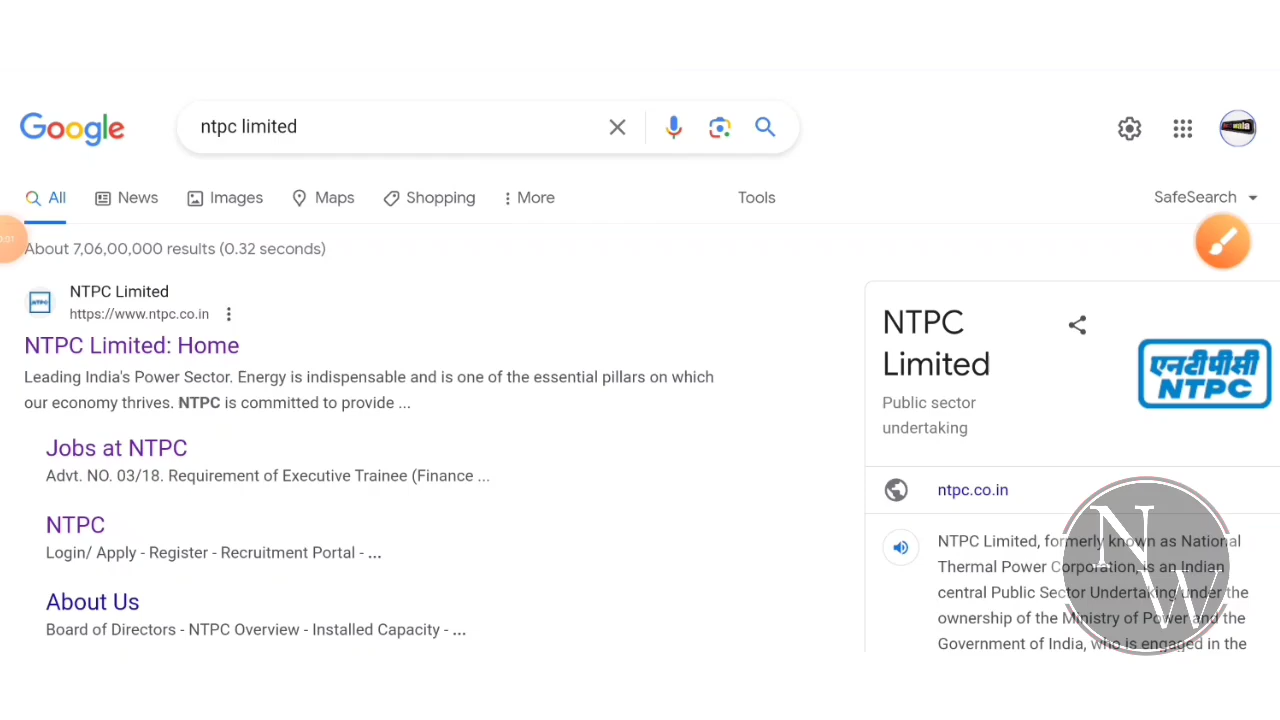 Google
ntpc limited
All News Images Maps Shopping More Tools SafeSearch
About 7,06,00,000 results (0.32 seconds)
NTPC Limited
https://www.ntpc.co.in
NTPC Limited: Home
Leading India's Power Sector. Energy is indispensable and is one of the essential pillars on which
our economy thrives. NTPC is committed to provide ...
Jobs at NTPC
Advt. NO. 03/18. Requirement of Executive Trainee (Finance ...
NTPC
Login/ Apply - Register - Recruitment Portal - ...
About Us
Board of Directors - NTPC Overview - Installed Capacity - ...
NTPC
Limited
Public sector
undertaking
एनटीपीसी
NTPC
ntpc.co.in
NTPC Limited, formerly known as National
Thermal Power Corporation, is an Indian
central Public Sector Undertaking under the
ownership of the Ministry of Power and the
Government of India, who is engaged in the
NW